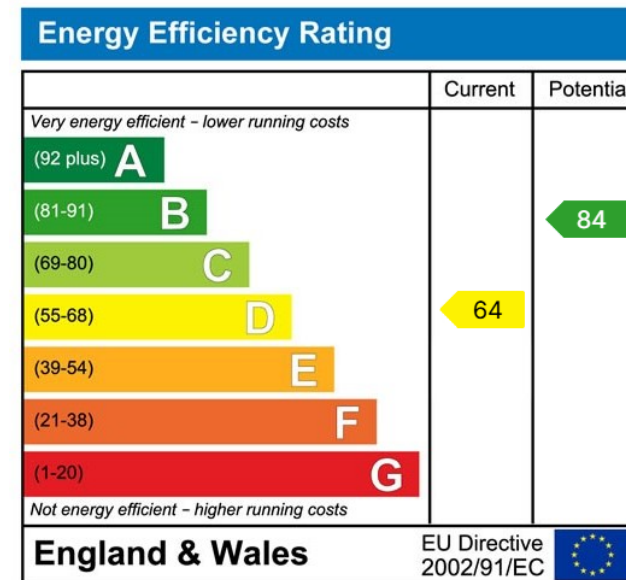 Energy Efficiency Rating
Current Potentia
Very energy efficient – lower running costs
(92 plus) A
(81-91) B
84
(69-80) C
(55-68) D
64
(39-54) E
(21-38) F
(1-20) G
Not energy efficient – higher running costs
England & Wales
EU Directive
2002/91/EC